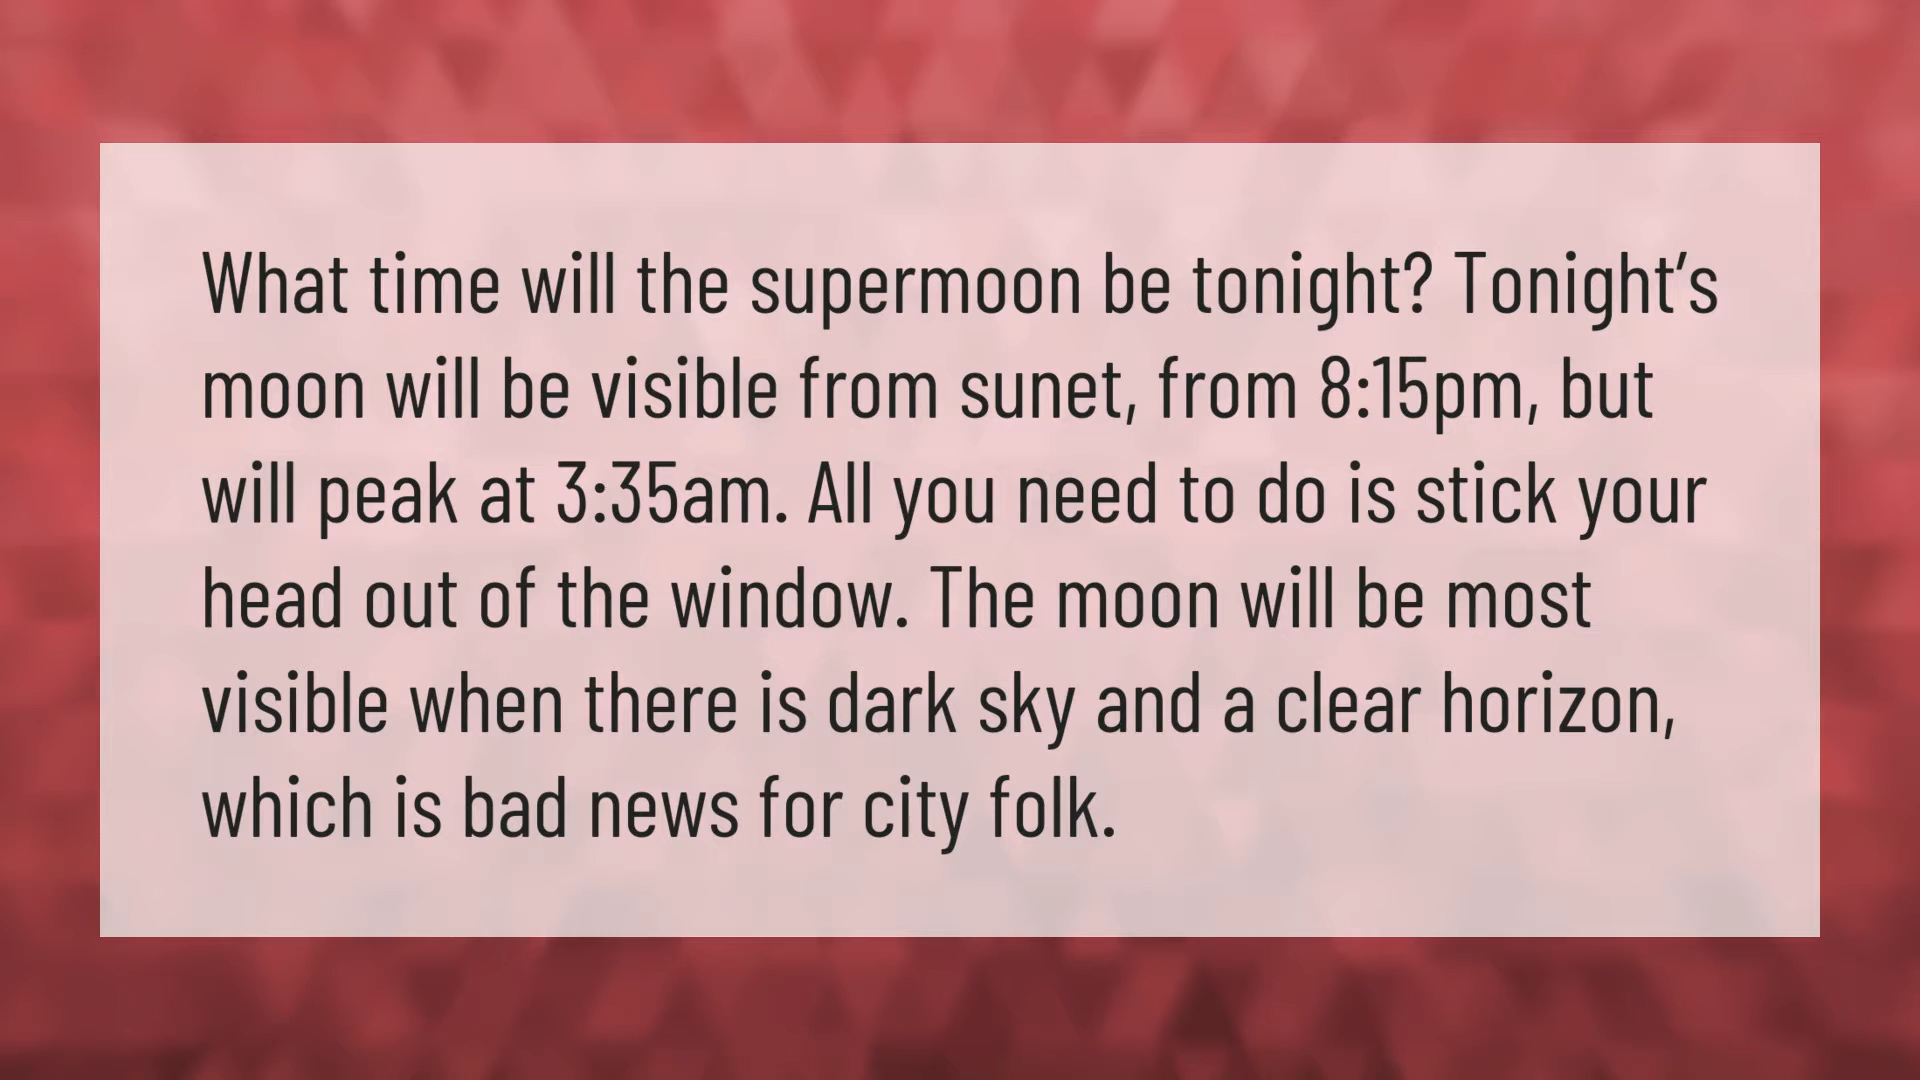 What time will the supermoon be tonight? Tonight’s
moon will be visible from sunet, from 8:15pm, but
will peak at 3:35am. All you need to do is stick your
head out of the window. The moon will be most
visible when there is dark sky and a clear horizon,
which is bad news for city folk.